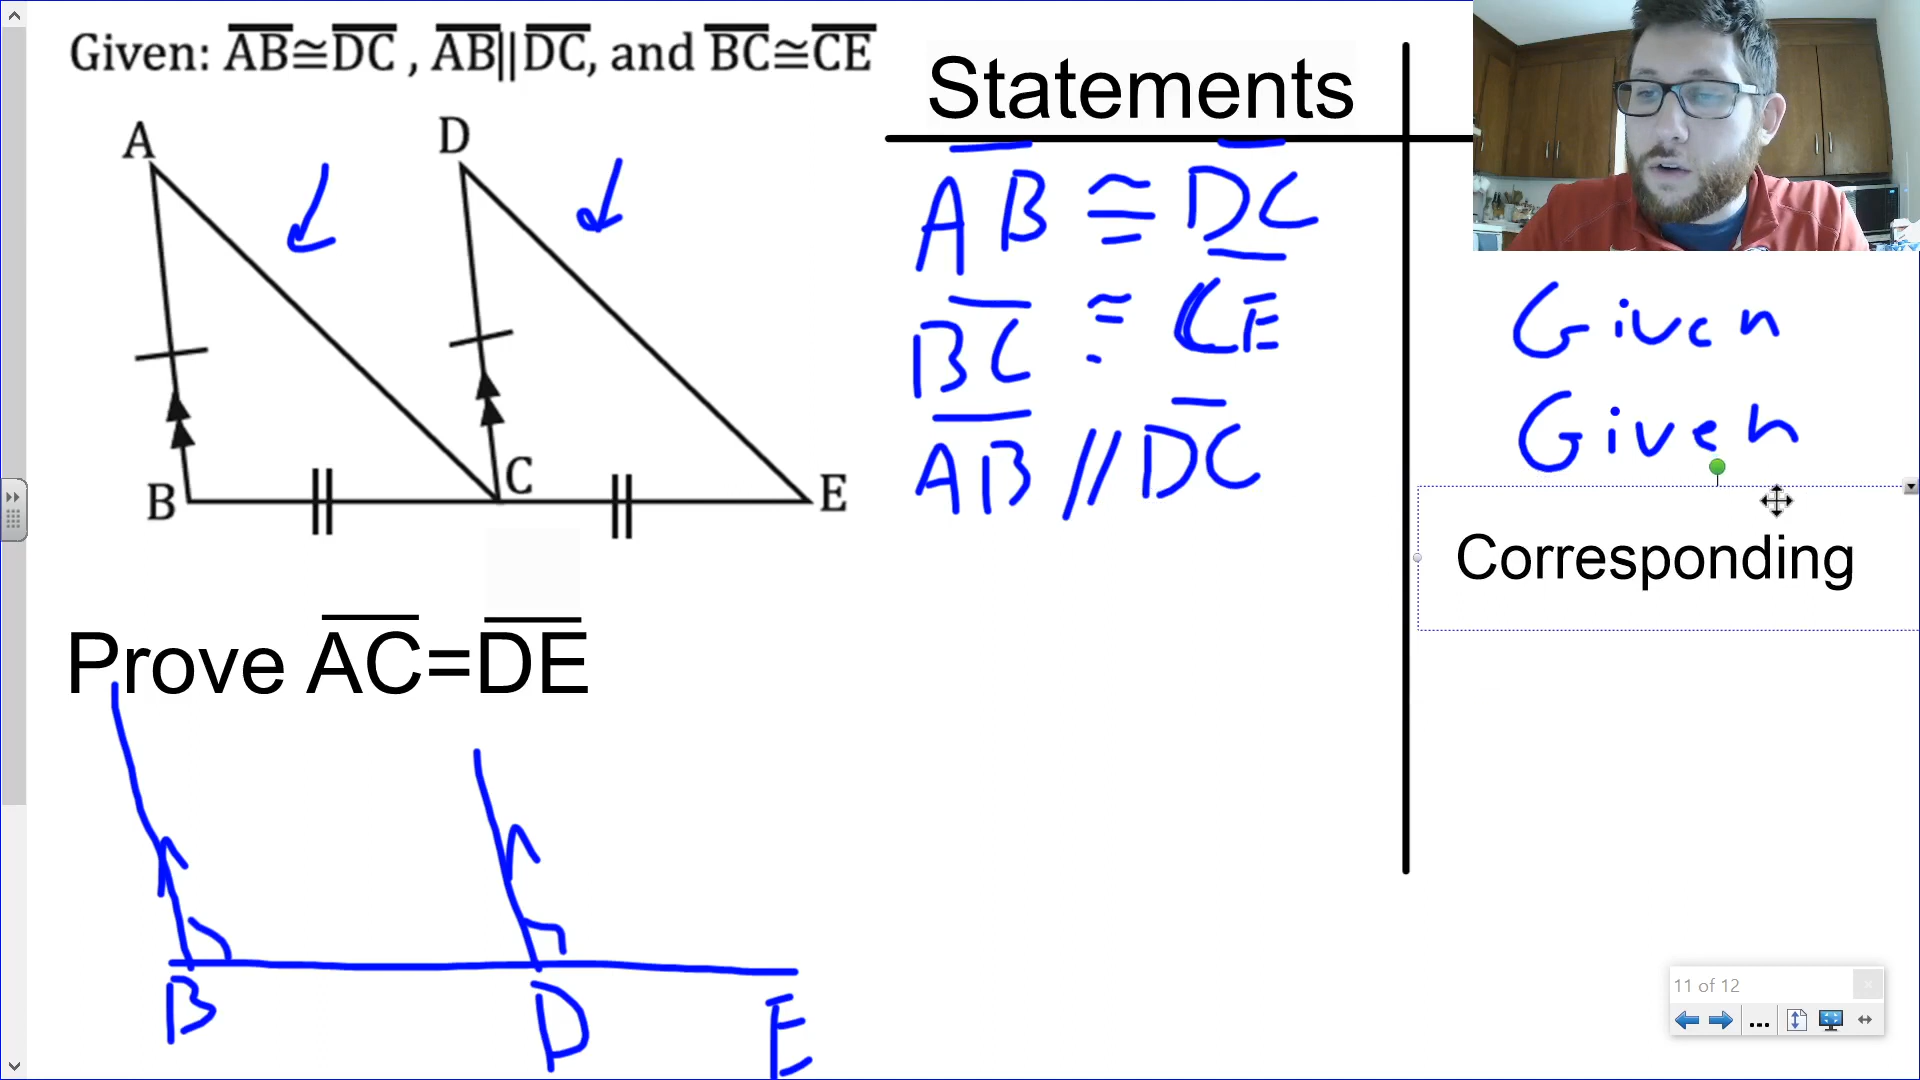 Given: AB≅DC , AB||DC, and BC≅CE
A
D
B
C
E
Prove AC=DE
B
D
E
Statements
AB ≅ DC
BC ≅ CE
AB // DC
Given
Given
Corresponding
11 of 12
...